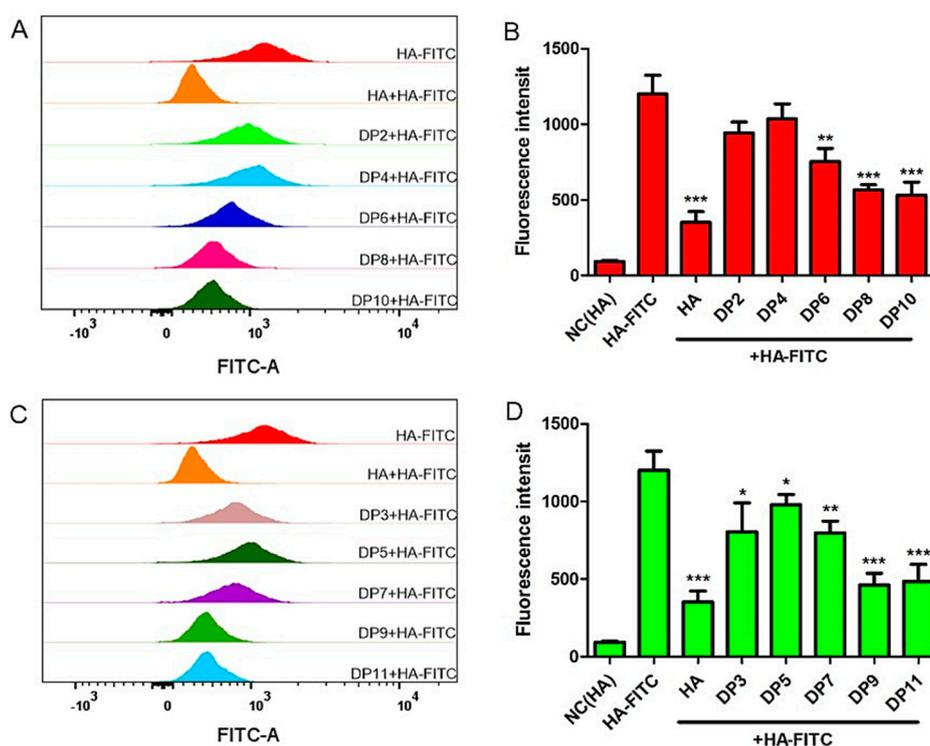 A
HA-FITC
HA+HA-FITC
DP2+HA-FITC
DP4+HA-FITC
DP6+HA-FITC
DP8+HA-FITC
DP10+HA-FITC
-10³ 0 10³ 10⁴
FITC-A
B
Fluorescence intensit
1500
1000
500
0
***
**
***
***
NC(HA) HA-FITC HA DP2 DP4 DP6 DP8 DP10
+HA-FITC
C
HA-FITC
HA+HA-FITC
DP3+HA-FITC
DP5+HA-FITC
DP7+HA-FITC
DP9+HA-FITC
DP11+HA-FITC
-10³ 0 10³ 10⁴
FITC-A
D
Fluorescence intensit
1500
1000
500
0
***
*
*
**
***
***
NC(HA) HA-FITC HA DP3 DP5 DP7 DP9 DP11
+HA-FITC